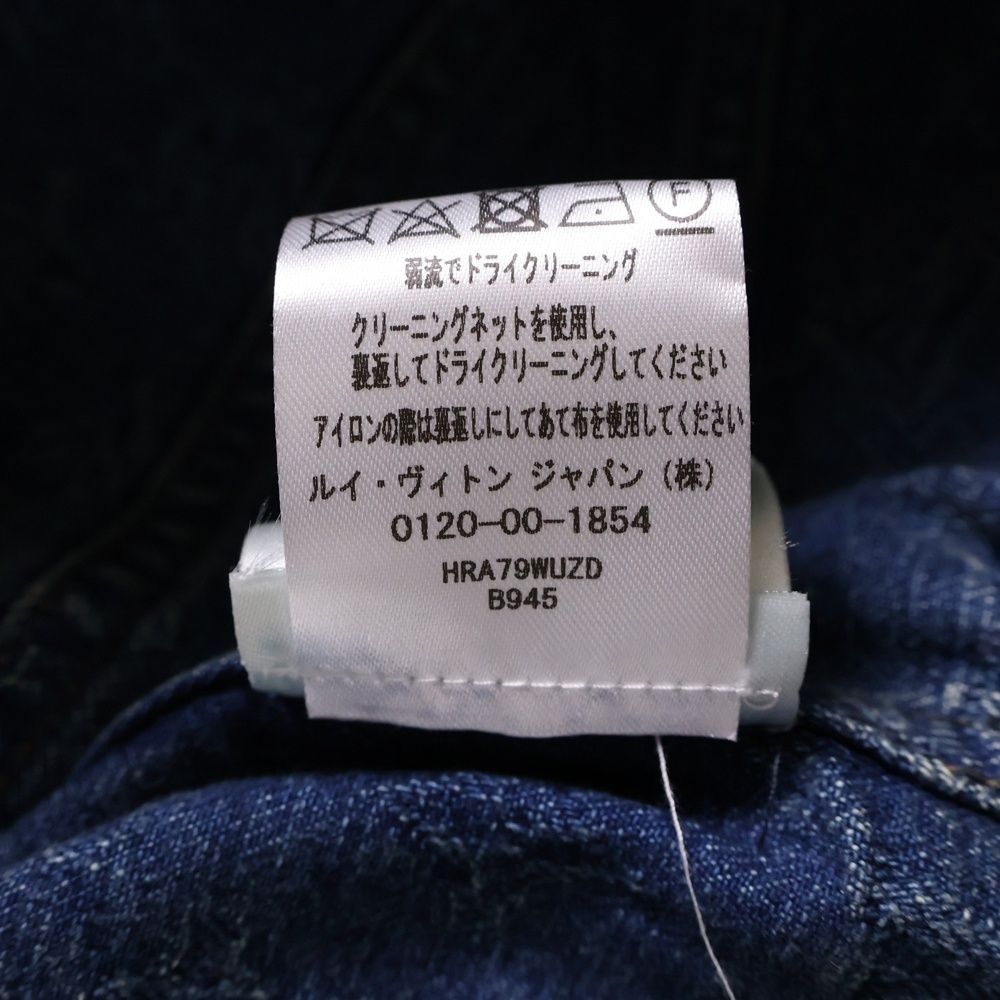 F
弱流でドライクリーニング
クリーニングネットを使用し、
裏返してドライクリーニングしてください
アイロンの際は裏返しにしてあて布を使用してください
ルイ・ヴィトン ジャパン (株)
0120-00-1854
HRA79WUZD
B945